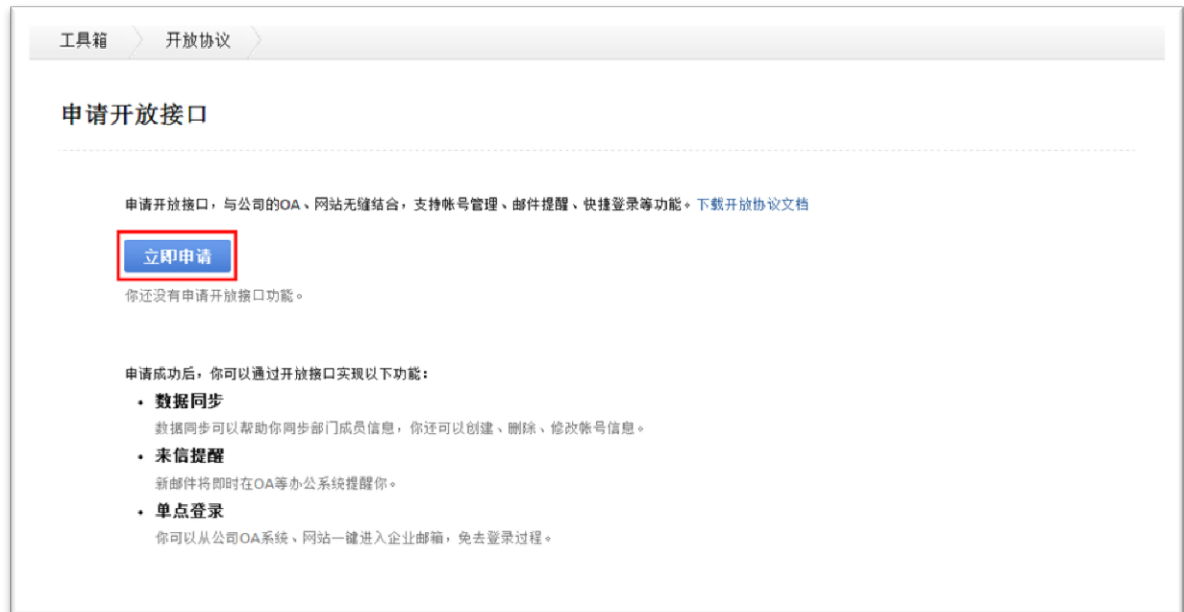 工具箱 开放协议
申请开放接口
申请开放接口，与公司的OA、网站无缝结合，支持帐号管理、邮件提醒、快捷登录等功能。下载开放协议文档
立即申请
你还没有申请开放接口功能。
申请成功后，你可以通过开放接口实现以下功能：
• 数据同步
数据同步可以帮助你同步部门成员信息，你还可以创建、删除、修改帐号信息。
• 来信提醒
新邮件将即时在OA等办公系统提醒你。
• 单点登录
你可以从公司OA系统、网站一键进入企业邮箱，免去登录过程。